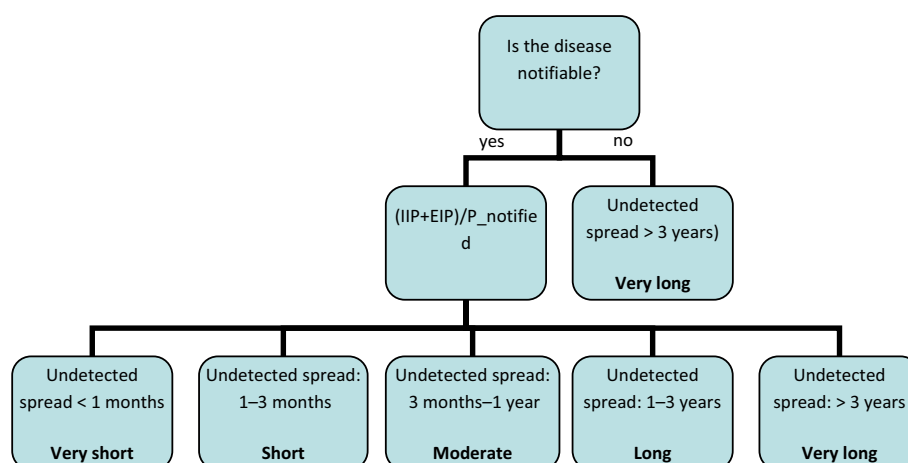 Is the disease
notifiable?
yes
no
(IIP+EIP)/P_notifie
d
Undetected
spread > 3 years)
Very long
Undetected
spread < 1 months
Very short
Undetected spread:
1–3 months
Short
Undetected spread:
3 months–1 year
Moderate
Undetected
spread: 1–3 years
Long
Undetected
spread: > 3 years
Very long